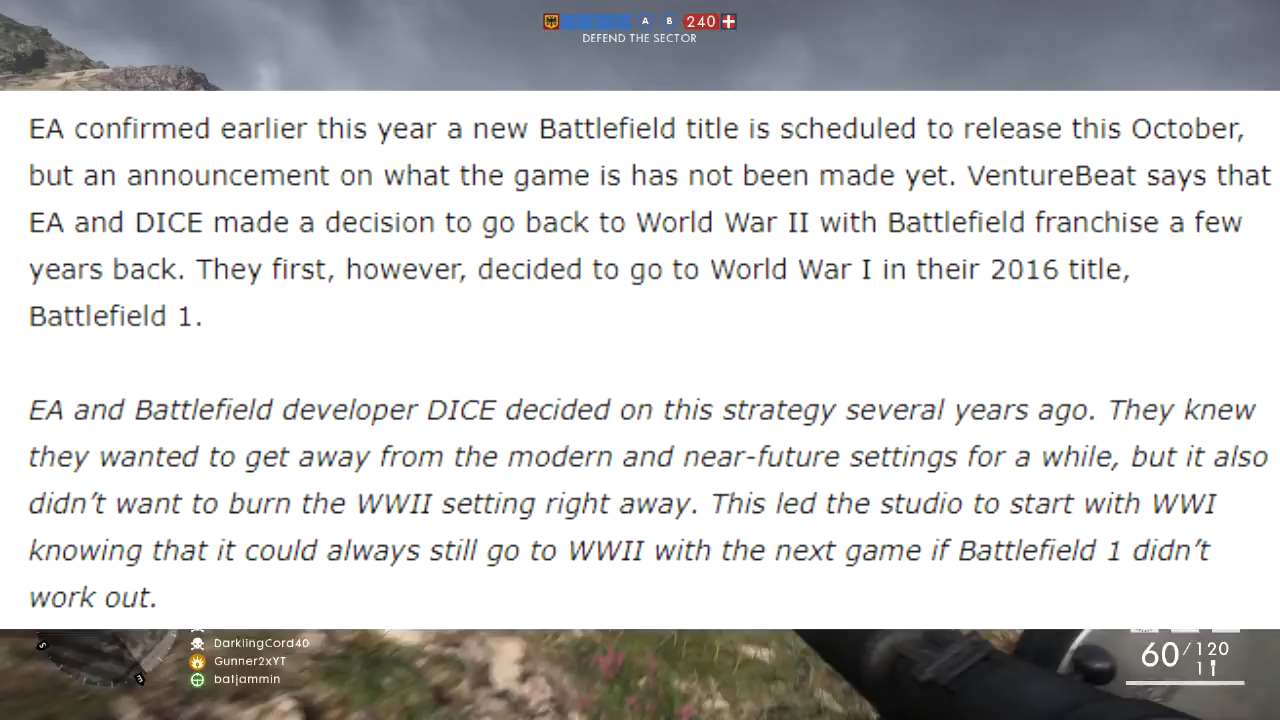 A B 240
DEFEND THE SECTOR
EA confirmed earlier this year a new Battlefield title is scheduled to release this October,
but an announcement on what the game is has not been made yet. VentureBeat says that
EA and DICE made a decision to go back to World War II with Battlefield franchise a few
years back. They first, however, decided to go to World War I in their 2016 title,
Battlefield 1.
EA and Battlefield developer DICE decided on this strategy several years ago. They knew
they wanted to get away from the modern and near-future settings for a while, but it also
didn’t want to burn the WWII setting right away. This led the studio to start with WWI
knowing that it could always still go to WWII with the next game if Battlefield 1 didn’t
work out.
S
E
DarklingCord40
Gunner2xYT
batjammin
60/120
1